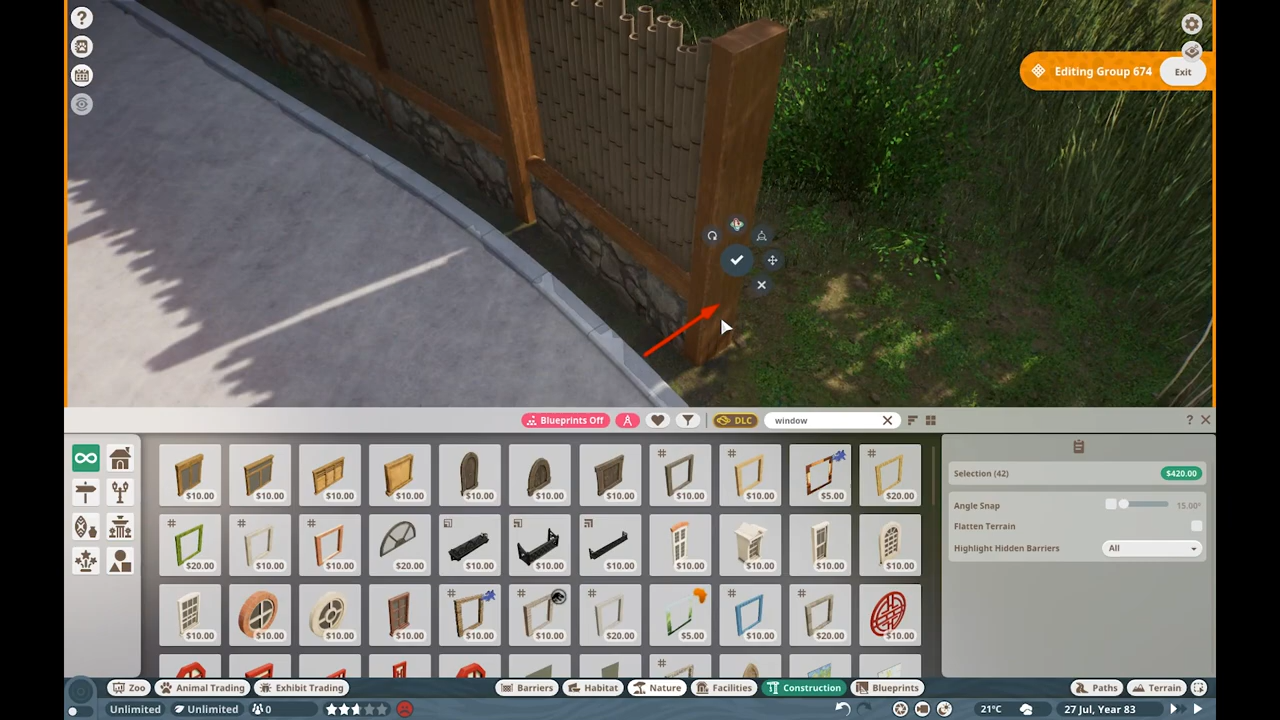 ?
Editing Group 674 Exit
Blueprints Off DLC window ? 
$10.00 $10.00 $10.00 $10.00 $10.00 $10.00 $10.00 $10.00 $10.00 $5.00 $20.00
Selection (42) $420.00
Angle Snap 15.00°
Flatten Terrain
Highlight Hidden Barriers All
$20.00 $10.00 $10.00 $20.00 $10.00 $10.00 $10.00 $10.00 $10.00 $10.00 $10.00
$10.00 $10.00 $10.00 $10.00 $10.00 $10.00 $20.00 $5.00 $10.00 $20.00 $10.00
Zoo Animal Trading Exhibit Trading Barriers Habitat Nature Facilities Construction Blueprints Paths Terrain
Unlimited Unlimited 0 21°C 27 Jul, Year 83